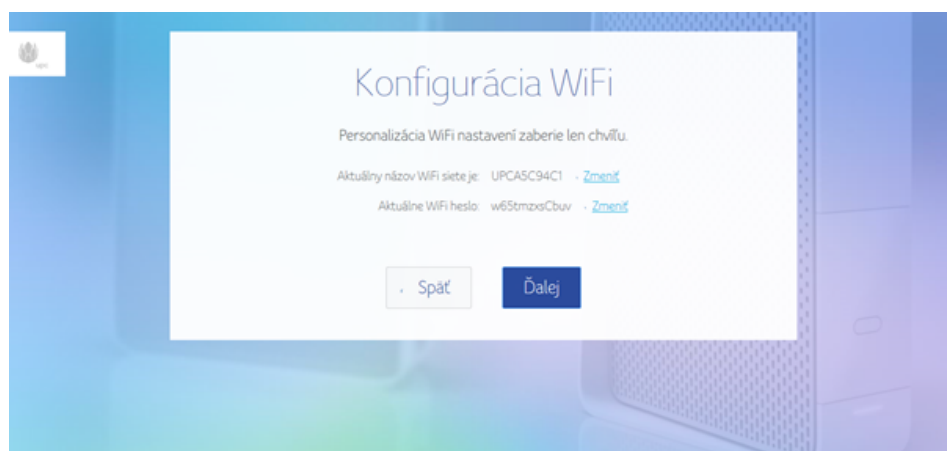 upc
Konfigurácia WiFi
Personalizácia WiFi nastavení zaberie len chvíľu.
Aktuálny názov WiFi siete je: UPCA5C94C1 Zmeniť
Aktuálne WiFi heslo: w65tmzxsCbuv Zmeniť
Späť
Ďalej